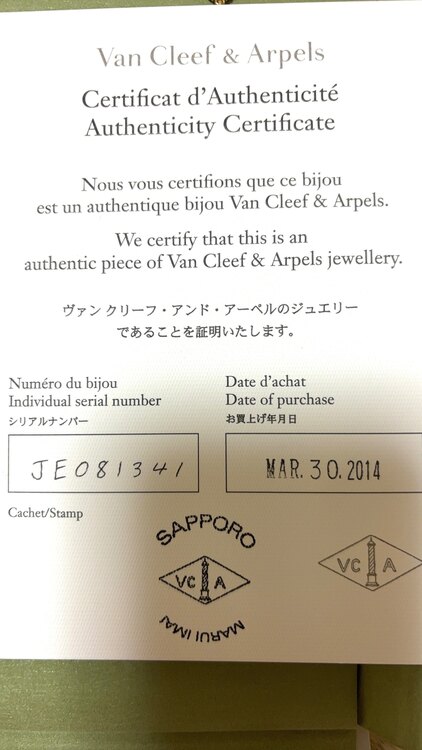 Van Cleef & Arpels
Certificat d'Authenticité
Authenticity Certificate
Nous vous certifions que ce bijou
est un authentique bijou Van Cleef & Arpels.
We certify that this is an
authentic piece of Van Cleef & Arpels jewellery.
ヴァン クリーフ・アンド・アーペルのジュエリー
であることを証明いたします。
Numéro du bijou
Individual serial number
シリアルナンバー
JE081341
Date d'achat
Date of purchase
お買上げ年月日
MAR. 30. 2014
Cachet/Stamp
SAPPORO
VC A
MARUI IMAI
VC A